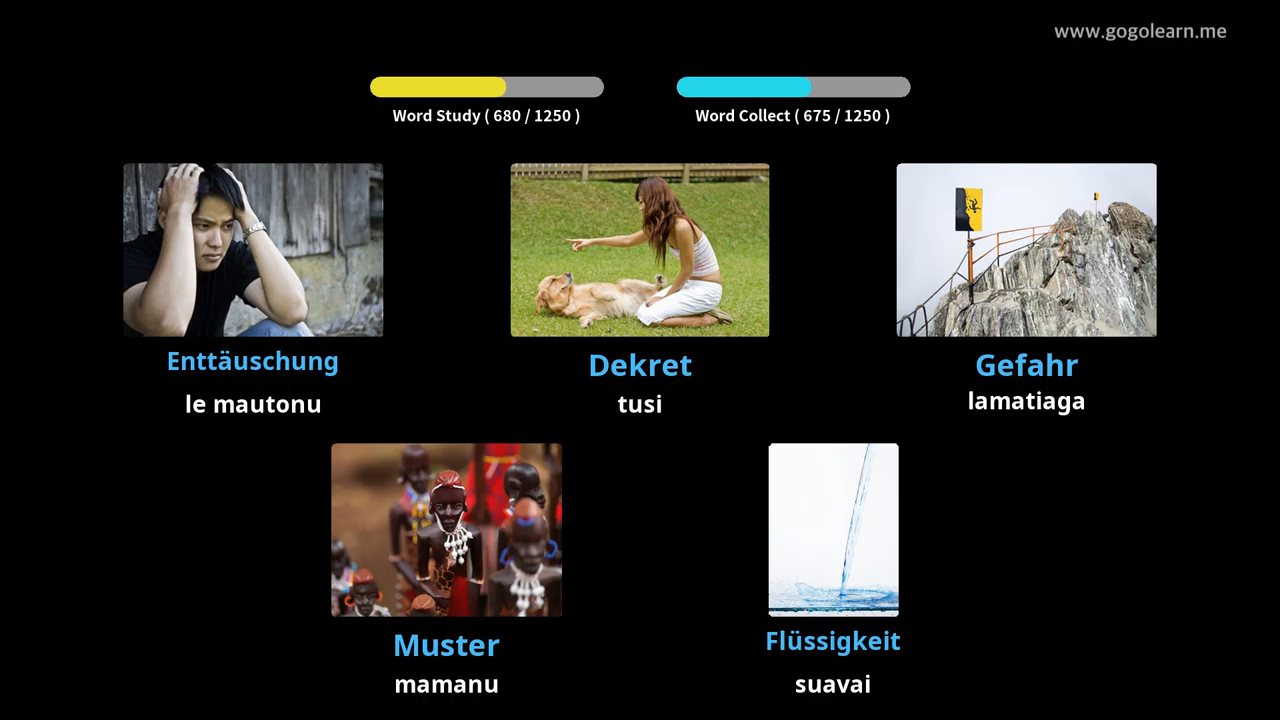 www.gogolearn.me
Word Study ( 680 / 1250 )
Word Collect ( 675 / 1250 )
Enttäuschung
le mautonu
Dekret
tusi
Gefahr
lamatiaga
Muster
mamanu
Flüssigkeit
suavai